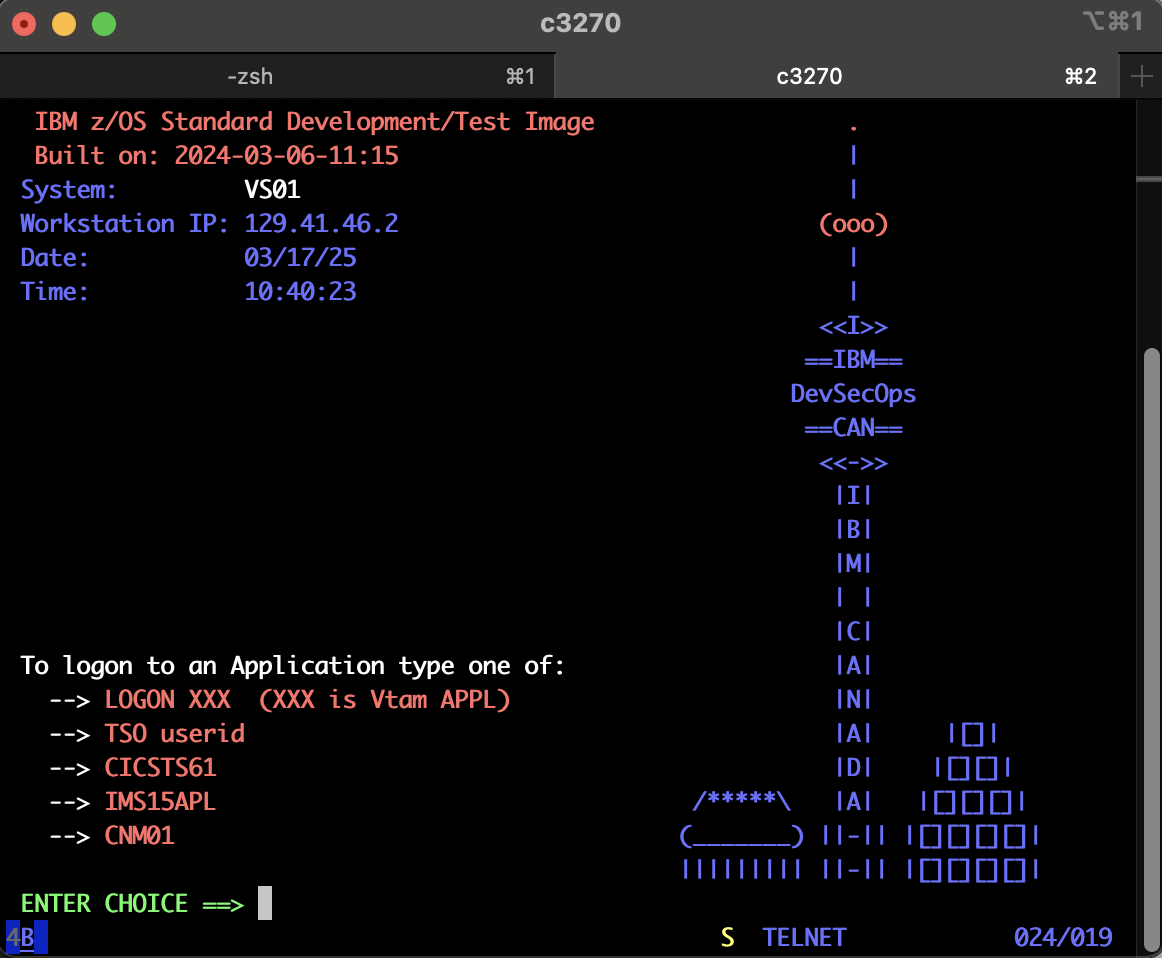 c3270 ⌥⌘1
-zsh ⌘1 c3270 ⌘2 +
IBM z/OS Standard Development/Test Image .
Built on: 2024-03-06-11:15 |
System: VS01 |
Workstation IP: 129.41.46.2 (ooo)
Date: 03/17/25 |
Time: 10:40:23 |
<<I>>
==IBM==
DevSecOps
==CAN==
<<->>
|I|
|B|
|M|
| |
|C|
To logon to an Application type one of: |A|
--> LOGON XXX (XXX is Vtam APPL) |N|
--> TSO userid |A| |[]|
--> CICSTS61 |D| |[][]|
--> IMS15APL /*****\ |A| |[][][]|
--> CNM01 (_______) ||-|| |[][][][]|
||||||||| ||-|| |[][][][]|
ENTER CHOICE ==>
4B S TELNET 024/019